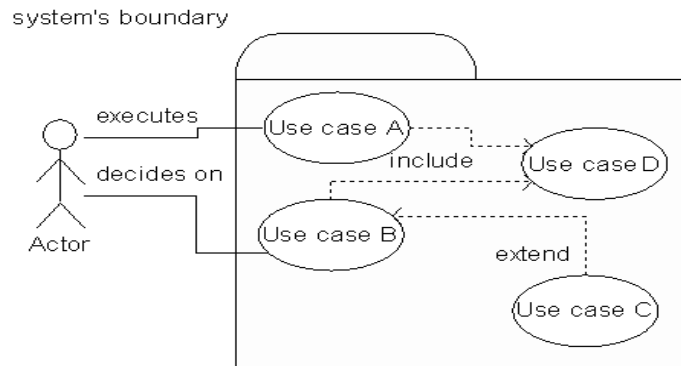 system's boundary
executes
Use case A
include
Use case D
decides on
Actor
Use case B
extend
Use case C